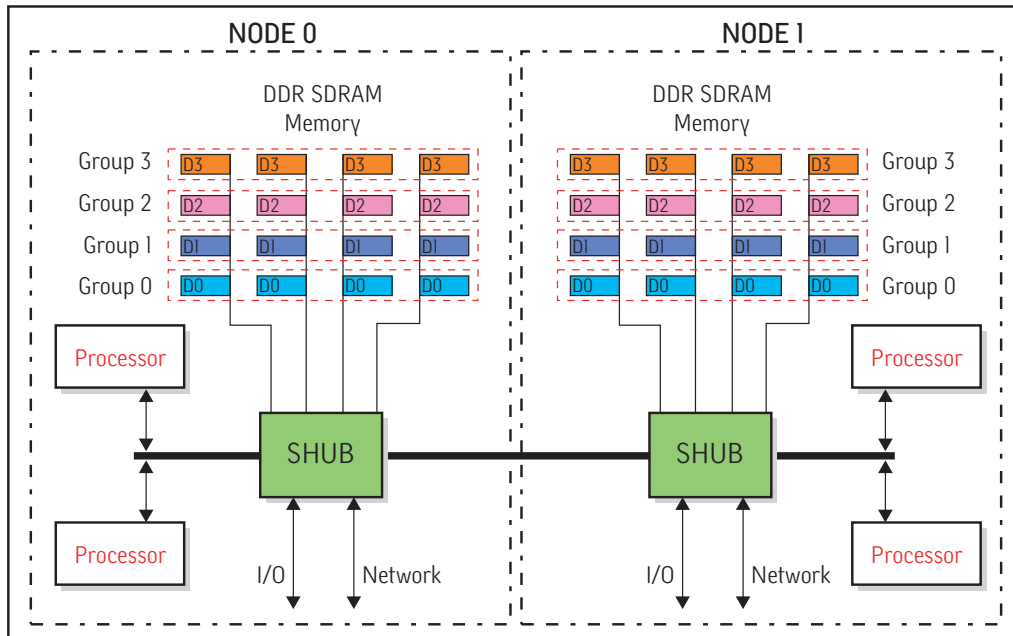 NODE 0 NODE 1
DDR SDRAM DDR SDRAM
Memory Memory
Group 3 D3 D3 D3 D3 D3 D3 D3 D3 Group 3
Group 2 D2 D2 D2 D2 D2 D2 D2 D2 Group 2
Group 1 D1 D1 D1 D1 D1 D1 D1 D1 Group 1
Group 0 D0 D0 D0 D0 D0 D0 D0 D0 Group 0
Processor Processor
SHUB SHUB
Processor Processor
I/O Network I/O Network